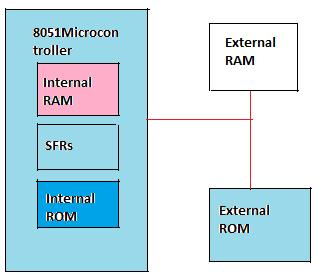 8051Microcon
troller
Internal
RAM
SFRs
Internal
ROM
External
RAM
External
ROM